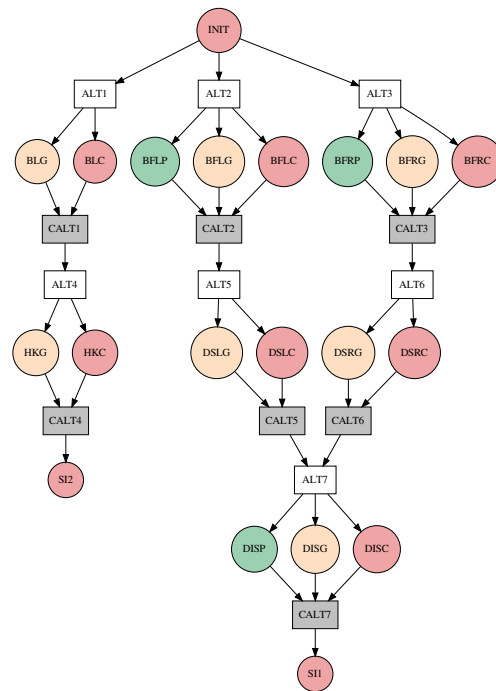 INIT
ALT1 ALT2 ALT3
BLG BLC BFLP BFLG BFLC BFRP BFRG BFRC
CALT1 CALT2 CALT3
ALT4 ALT5 ALT6
HKG HKC DSLG DSLC DSRG DSRC
CALT4 CALT5 CALT6
SI2 ALT7
DISP DISG DISC
CALT7
SI1